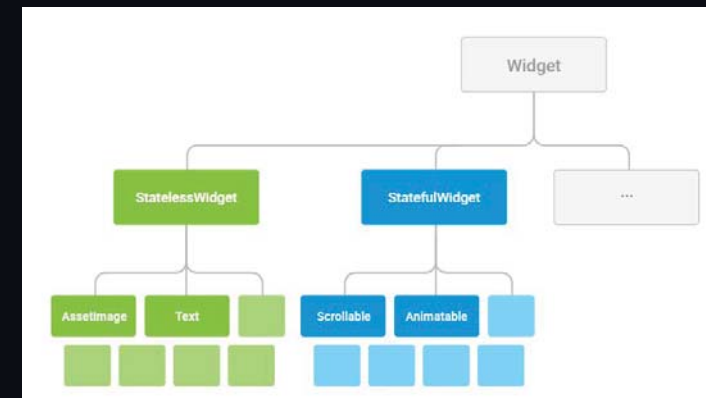 Widget
StatelessWidget
StatefulWidget
...
AssetImage
Text
Scrollable
Animatable